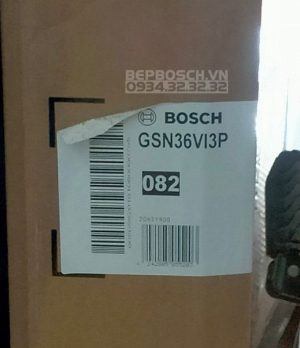 BEPBOSCH.VN
0934.32.32.32
BOSCH
GSN36VI3P
082